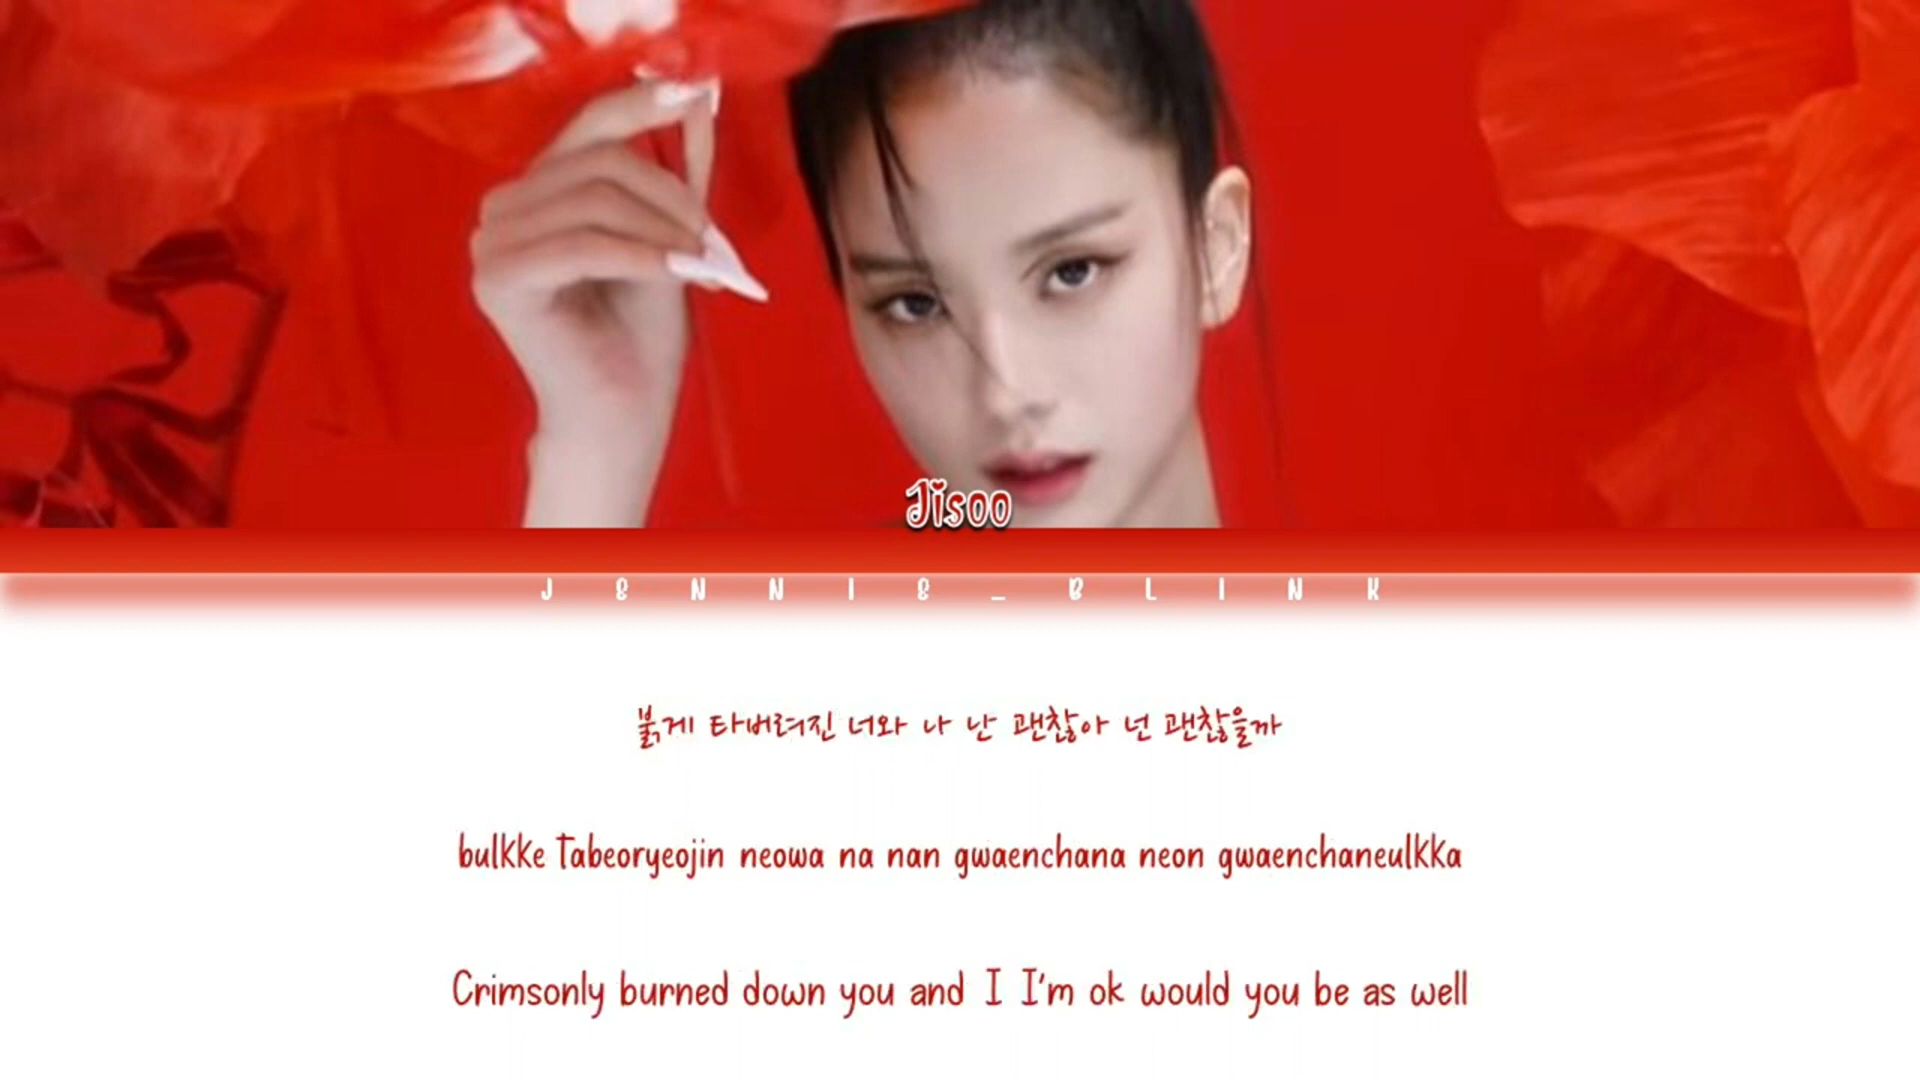 Jisoo
J E N N I E _ B L I N K
붉게 타버려진 너와 나 난 괜찮아 넌 괜찮을까
bulkke tabeoryeojin neowa na nan gwaenchana neon gwaenchaneulkka
Crimsonly burned down you and I I'm ok would you be as well